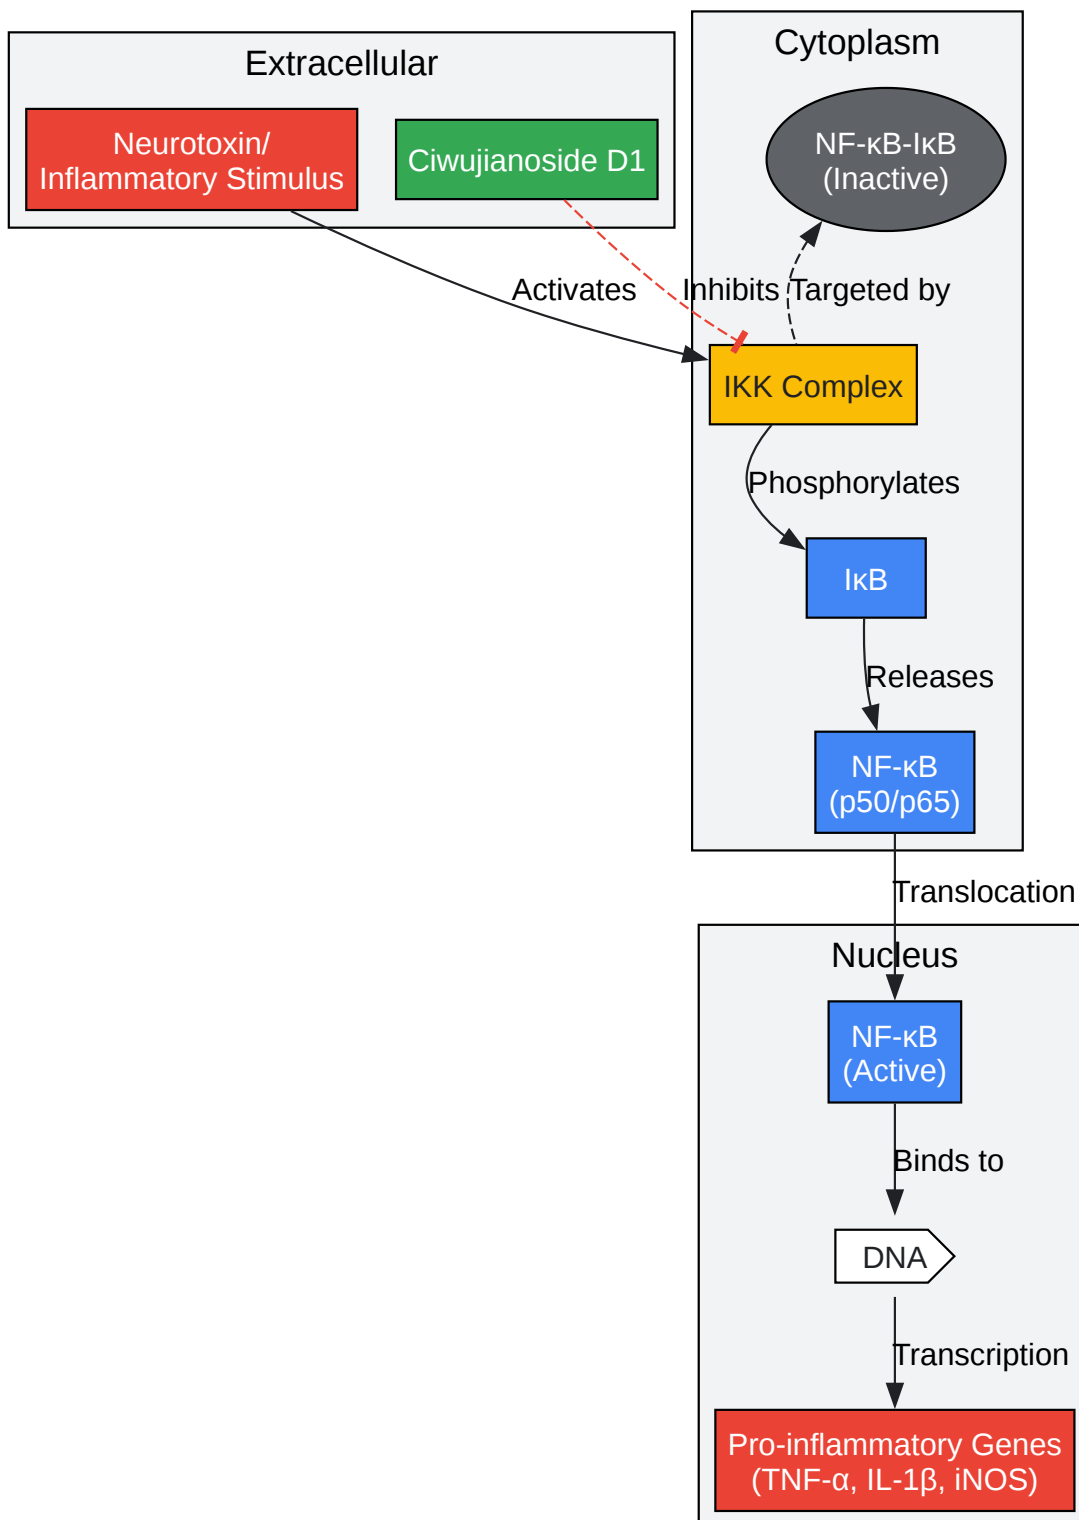 Extracellular
Neurotoxin/
Inflammatory Stimulus
Ciwujianoside D1
Cytoplasm
NF-κB-IκB
(Inactive)
Activates
Inhibits
Targeted by
IKK Complex
Phosphorylates
IκB
Releases
NF-κB
(p50/p65)
Translocation
Nucleus
NF-κB
(Active)
Binds to
DNA
Transcription
Pro-inflammatory Genes
(TNF-α, IL-1β, iNOS)